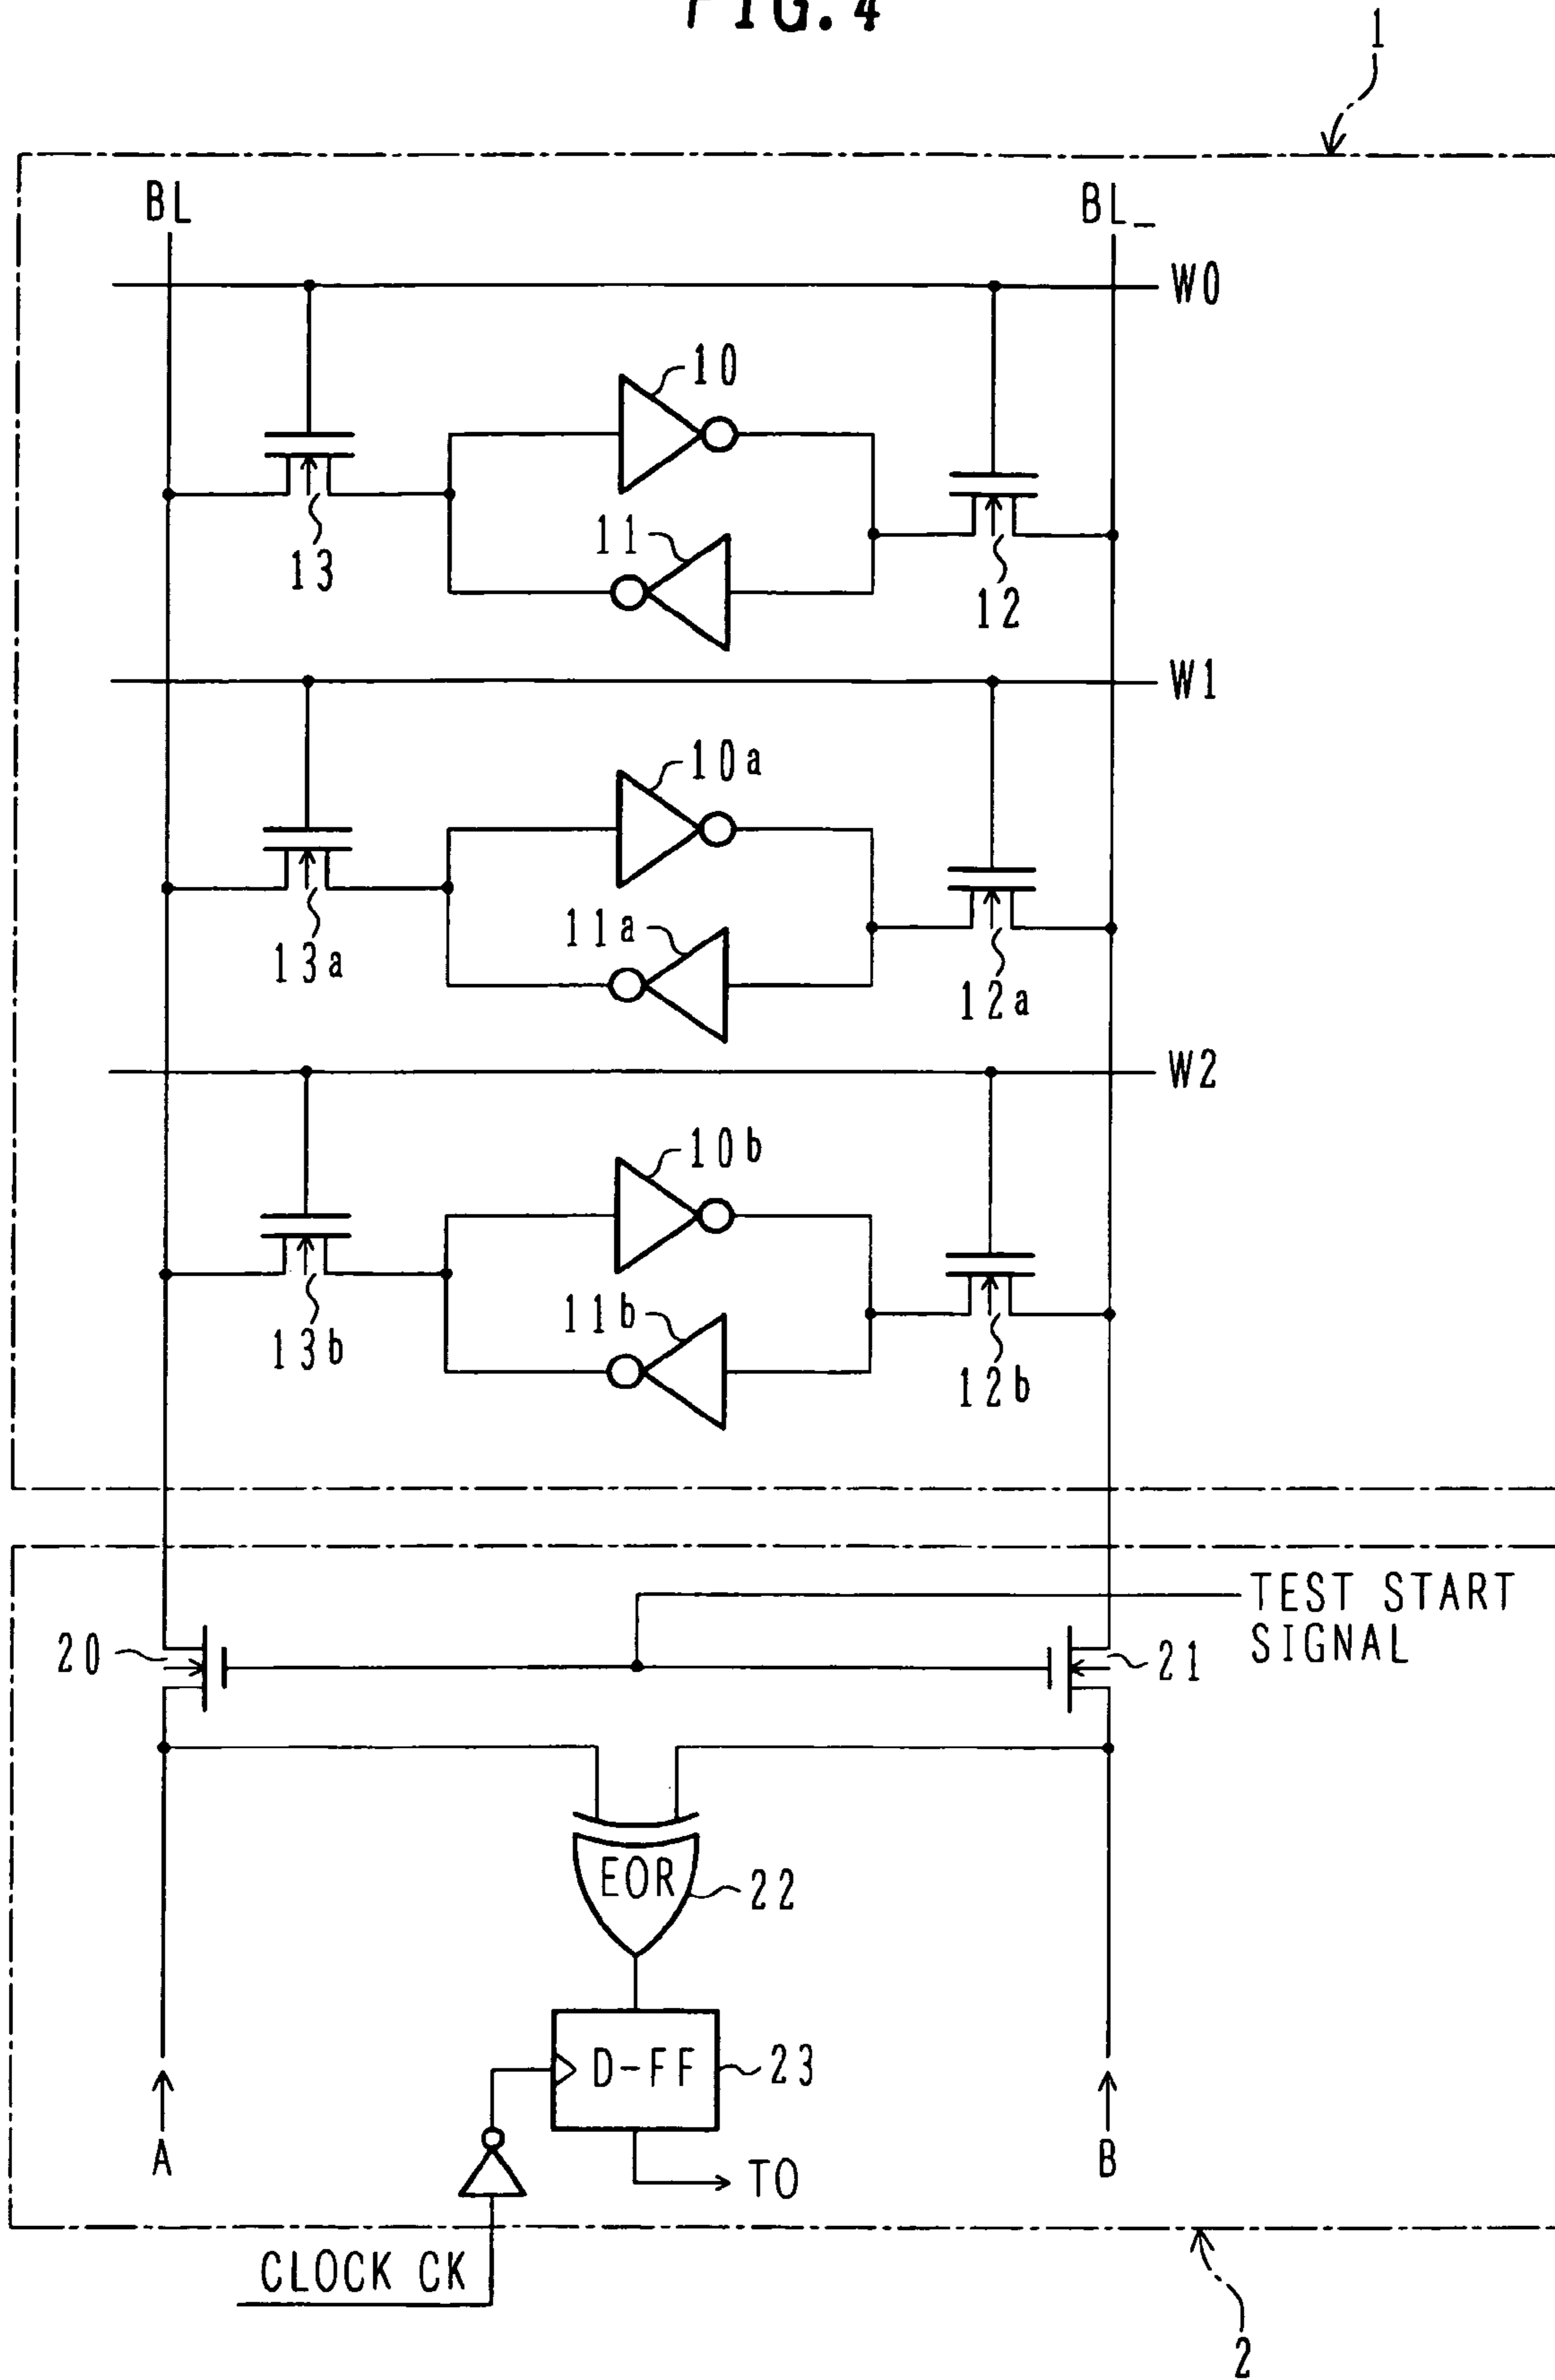 FIG. 4
1
BL
BL_
W0
10
11
13
12
W1
10a
11a
13a
12a
W2
10b
11b
13b
12b
TEST START
SIGNAL
20
21
EOR
22
D-FF
23
A
B
TO
CLOCK CK
2